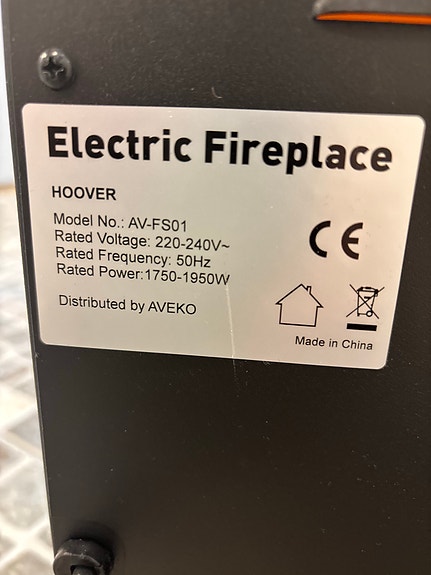 Electric Fireplace
HOOVER
Model No.: AV-FS01
Rated Voltage: 220-240V~
Rated Frequency: 50Hz
Rated Power:1750-1950W
CE
Distributed by AVEKO
Made in China